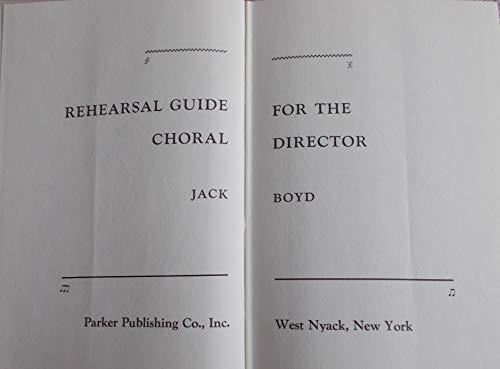 REHEARSAL GUIDE FOR THE
CHORAL DIRECTOR
JACK BOYD
Parker Publishing Co., Inc. West Nyack, New York